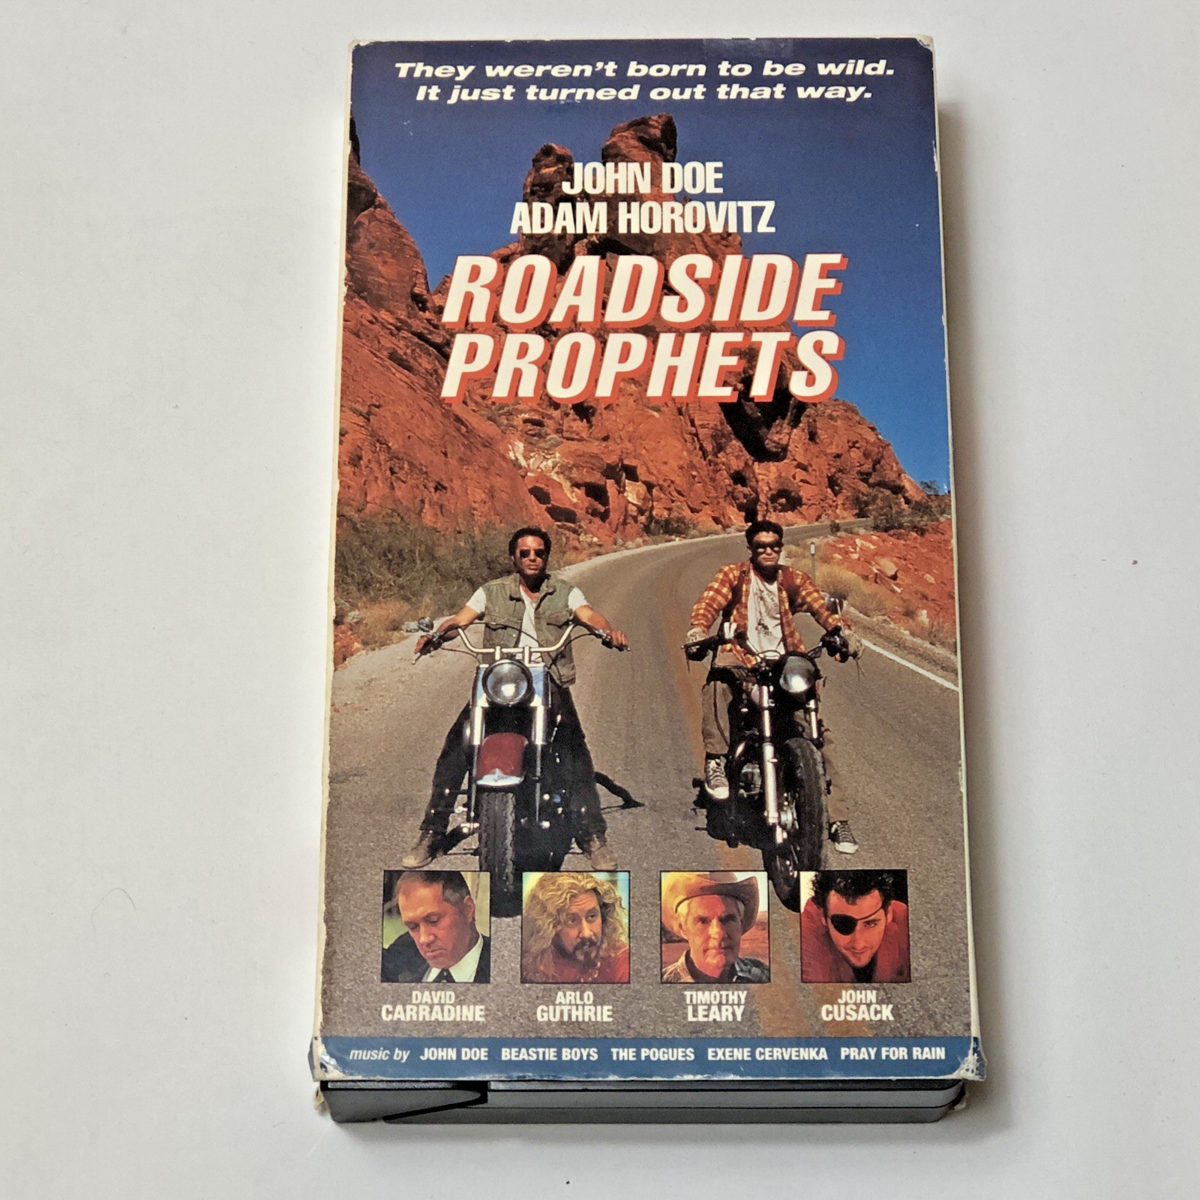 They weren't born to be wild.
It just turned out that way.
JOHN DOE
ADAM HOROVITZ
ROADSIDE
PROPHETS
DAVID
CARRADINE
ARLO
GUTHRIE
TIMOTHY
LEARY
JOHN
CUSACK
music by JOHN DOE BEASTIE BOYS THE POGUES EXENE CERVENKA PRAY FOR RAIN